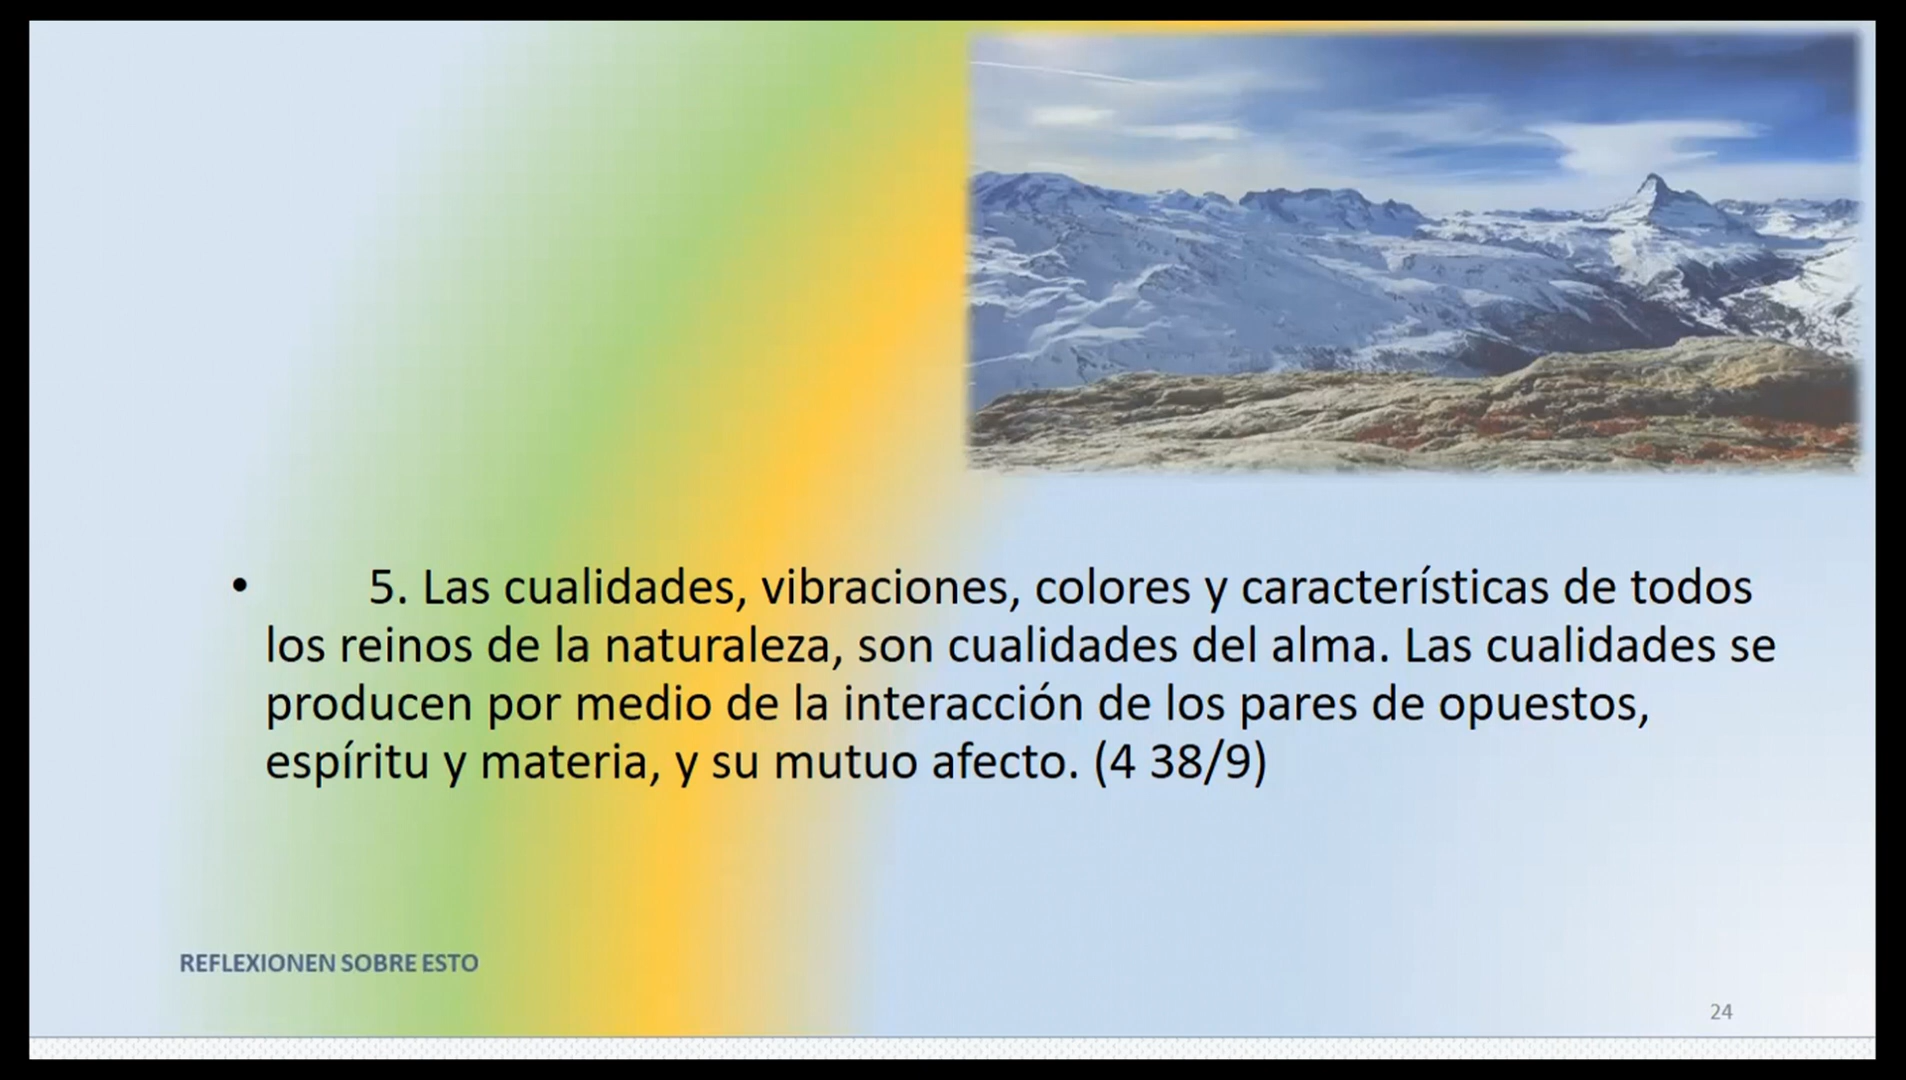 • 5. Las cualidades, vibraciones, colores y características de todos
los reinos de la naturaleza, son cualidades del alma. Las cualidades se
producen por medio de la interacción de los pares de opuestos,
espíritu y materia, y su mutuo afecto. (4 38/9)
REFLEXIONEN SOBRE ESTO
24